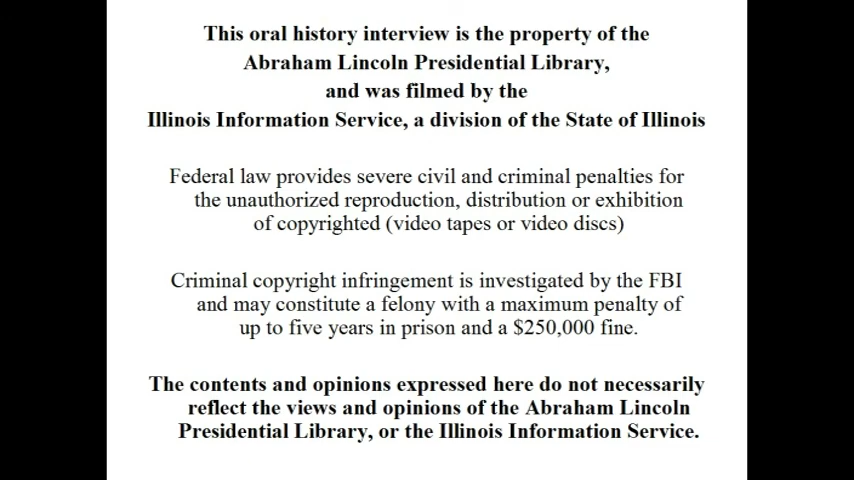 This oral history interview is the property of the
Abraham Lincoln Presidential Library,
and was filmed by the
Illinois Information Service, a division of the State of Illinois
Federal law provides severe civil and criminal penalties for
the unauthorized reproduction, distribution or exhibition
of copyrighted (video tapes or video discs)
Criminal copyright infringement is investigated by the FBI
and may constitute a felony with a maximum penalty of
up to five years in prison and a $250,000 fine.
The contents and opinions expressed here do not necessarily
reflect the views and opinions of the Abraham Lincoln
Presidential Library, or the Illinois Information Service.